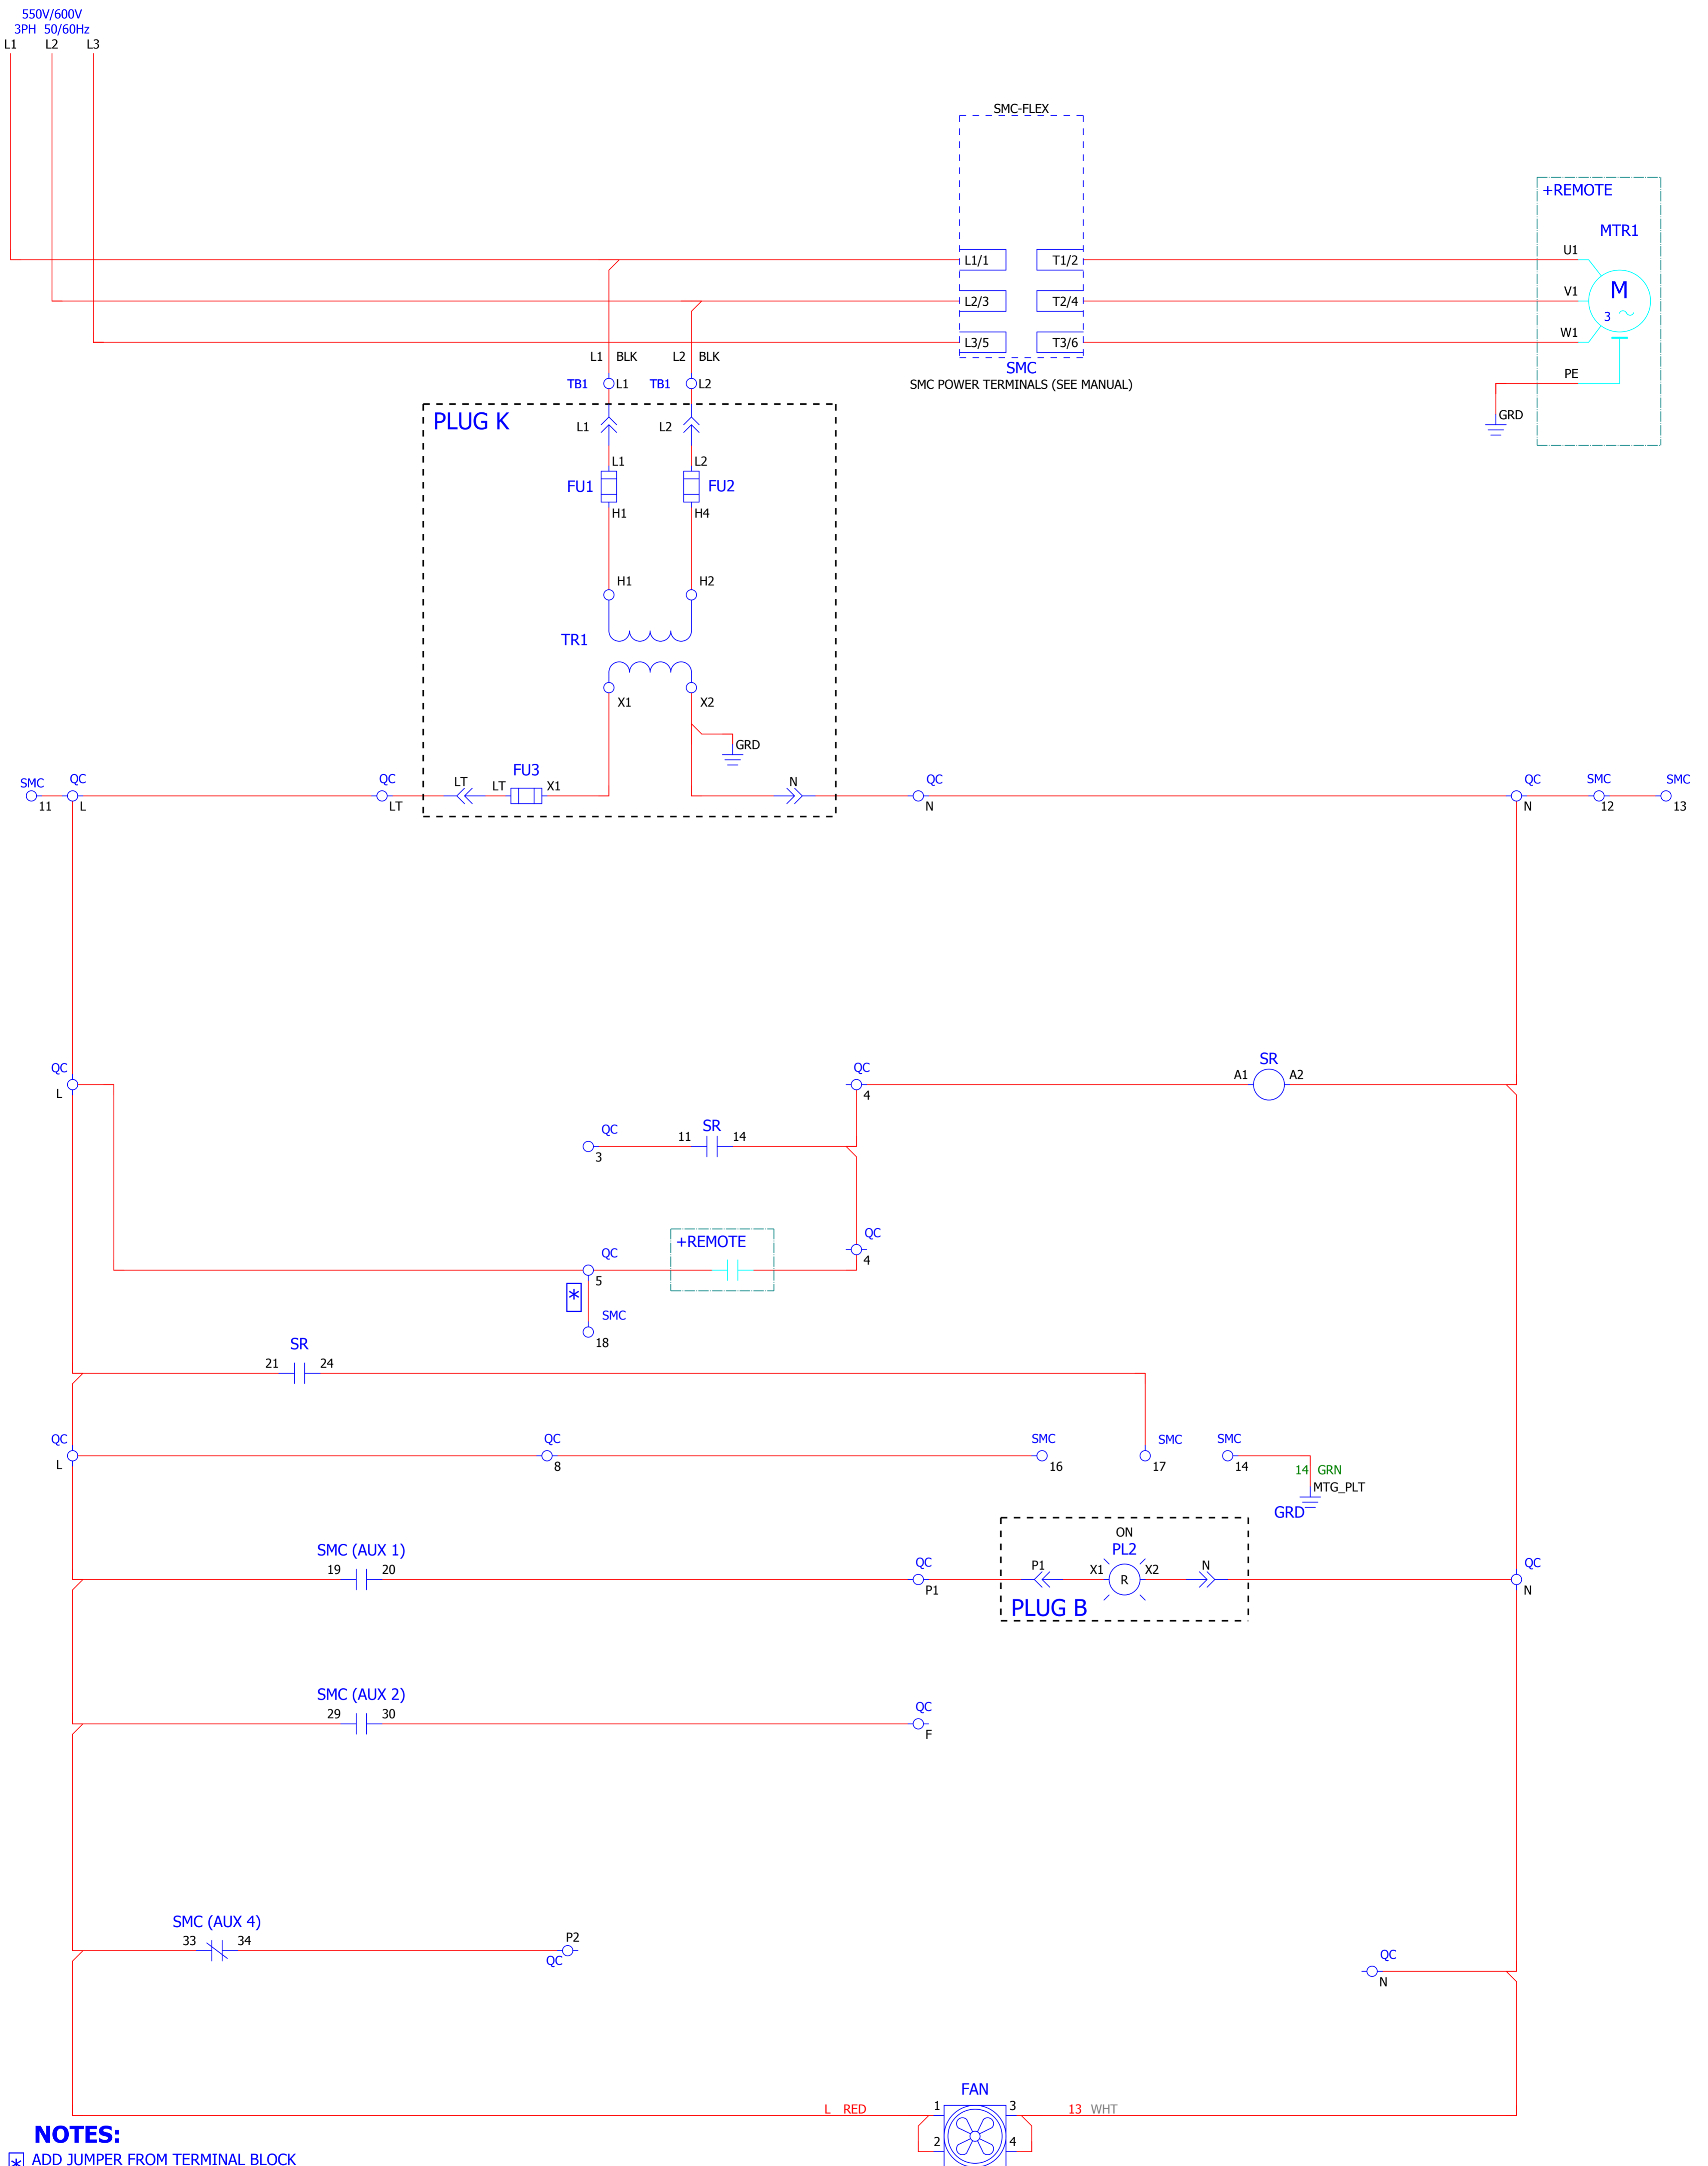 550V/600V
3PH 50/60Hz
L1 L2 L3
SMC-FLEX
+REMOTE
MTR1
L1/1 T1/2 U1
L2/3 T2/4 V1 M
3
L3/5 T3/6 W1
L1 BLK L2 BLK
SMC
SMC POWER TERMINALS (SEE MANUAL)
PE
TB1 L1 TB1 L2
GRD
PLUG K
L1 L2
L1 L2
FU1 FU2
H1 H4
H1 H2
TR1
X1 X2
GRD
SMC QC QC LT LT FU3 X1 N QC QC SMC SMC
11 L LT N N 12 13
QC QC SR
L 4 A1 A2
QC 11 SR 14
3
+REMOTE QC
QC 4
5
* SMC
18
SR
21 24
QC QC SMC SMC SMC
L 8 16 17 14
14 GRN
MTG_PLT
GRD
ON
SMC (AUX 1) PL2
19 20 QC P1 X1 R X2 N QC
P1 N
PLUG B
SMC (AUX 2)
29 30 QC
F
SMC (AUX 4)
33 34 P2
QC QC
N
FAN
L RED 1 3 13 WHT
2 4
NOTES:
* ADD JUMPER FROM TERMINAL BLOCK